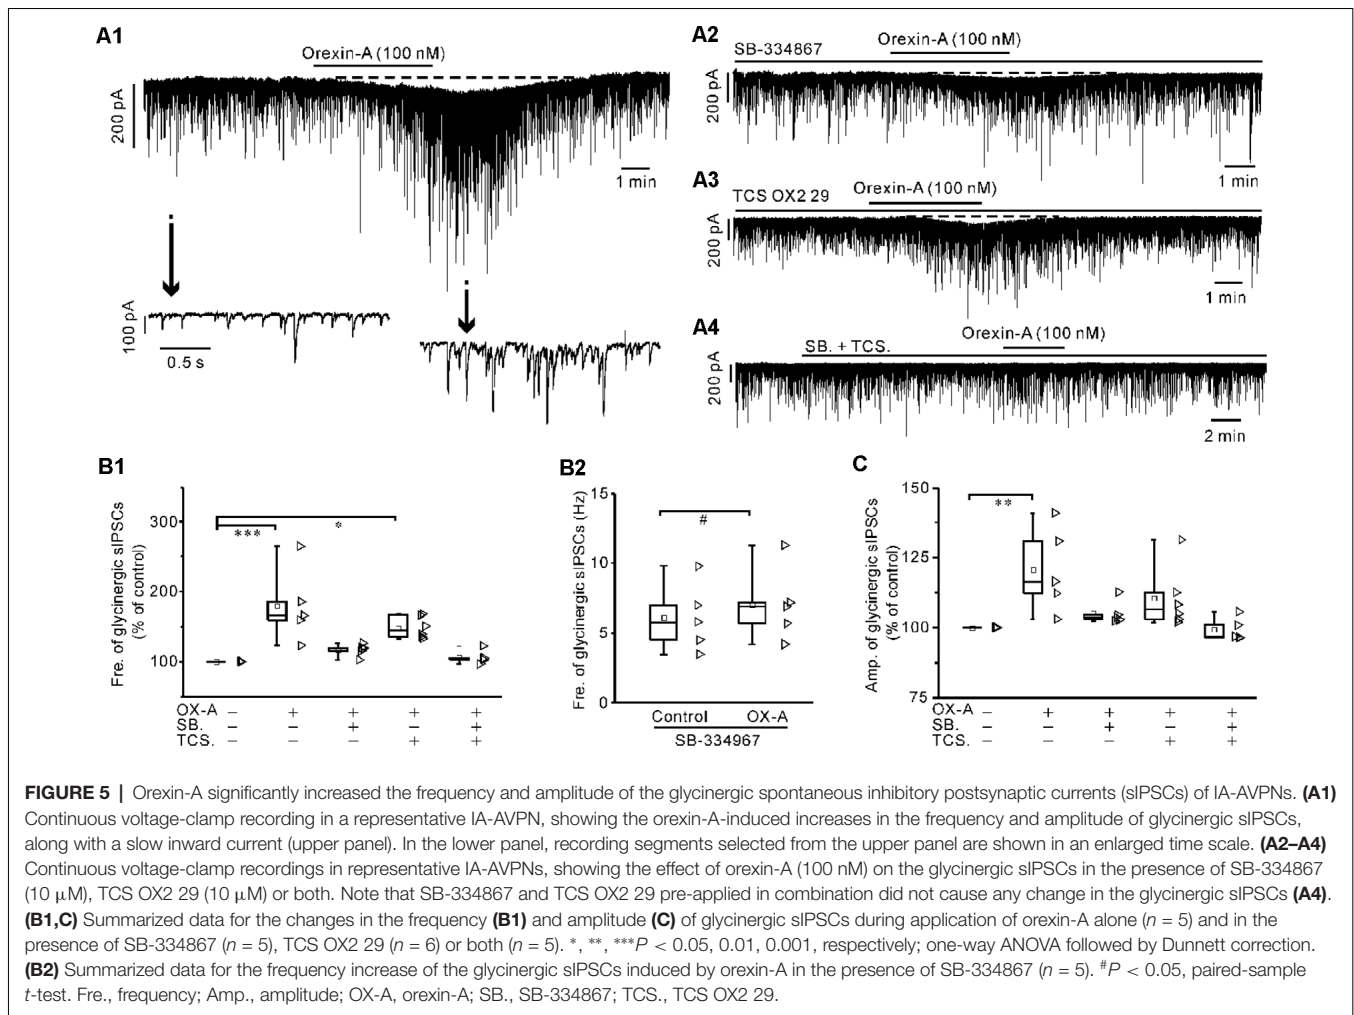 A1
Orexin-A (100 nM)
200 pA
1 min
i
i
100 pA
0.5 s
A2
Orexin-A (100 nM)
SB-334867
200 pA
1 min
A3
Orexin-A (100 nM)
TCS OX2 29
200 pA
1 min
A4
Orexin-A (100 nM)
SB. + TCS.
200 pA
2 min
B1
Fre. of glycinergic sIPSCs
(% of control)
300
200
100
***
*
OX-A − + + + +
SB. − − + − +
TCS. − − − + +
B2
Fre. of glycinergic sIPSCs (Hz)
15
10
5
0
#
Control OX-A
SB-334967
C
Amp. of glycinergic sIPSCs
(% of control)
150
125
100
75
**
OX-A − + + + +
SB. − − + − +
TCS. − − − + +
FIGURE 5 | Orexin-A significantly increased the frequency and amplitude of the glycinergic spontaneous inhibitory postsynaptic currents (sIPSCs) of IA-AVPNs. (A1)
Continuous voltage-clamp recording in a representative IA-AVPN, showing the orexin-A-induced increases in the frequency and amplitude of glycinergic sIPSCs,
along with a slow inward current (upper panel). In the lower panel, recording segments selected from the upper panel are shown in an enlarged time scale. (A2–A4)
Continuous voltage-clamp recordings in representative IA-AVPNs, showing the effect of orexin-A (100 nM) on the glycinergic sIPSCs in the presence of SB-334867
(10 μM), TCS OX2 29 (10 μM) or both. Note that SB-334867 and TCS OX2 29 pre-applied in combination did not cause any change in the glycinergic sIPSCs (A4).
(B1,C) Summarized data for the changes in the frequency (B1) and amplitude (C) of glycinergic sIPSCs during application of orexin-A alone (n = 5) and in the
presence of SB-334867 (n = 5), TCS OX2 29 (n = 6) or both (n = 5). *, **, ***P < 0.05, 0.01, 0.001, respectively; one-way ANOVA followed by Dunnett correction.
(B2) Summarized data for the frequency increase of the glycinergic sIPSCs induced by orexin-A in the presence of SB-334867 (n = 5). #P < 0.05, paired-sample
t-test. Fre., frequency; Amp., amplitude; OX-A, orexin-A; SB., SB-334867; TCS., TCS OX2 29.